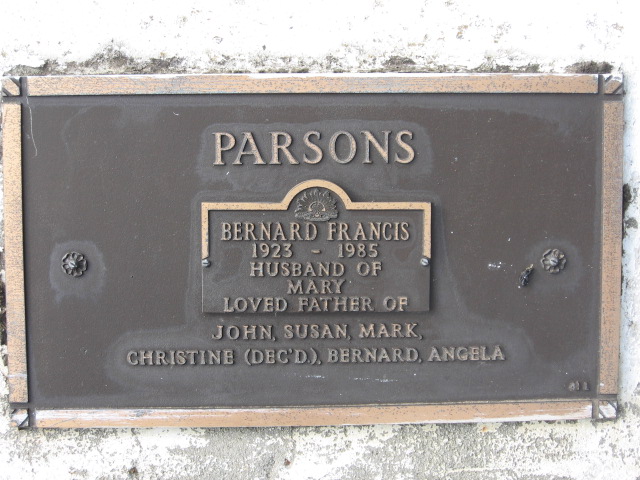 PARSONS
BERNARD FRANCIS
1923 - 1985
HUSBAND OF
MARY
LOVED FATHER OF
JOHN, SUSAN, MARK,
CHRISTINE (DEC'D.), BERNARD, ANGELA